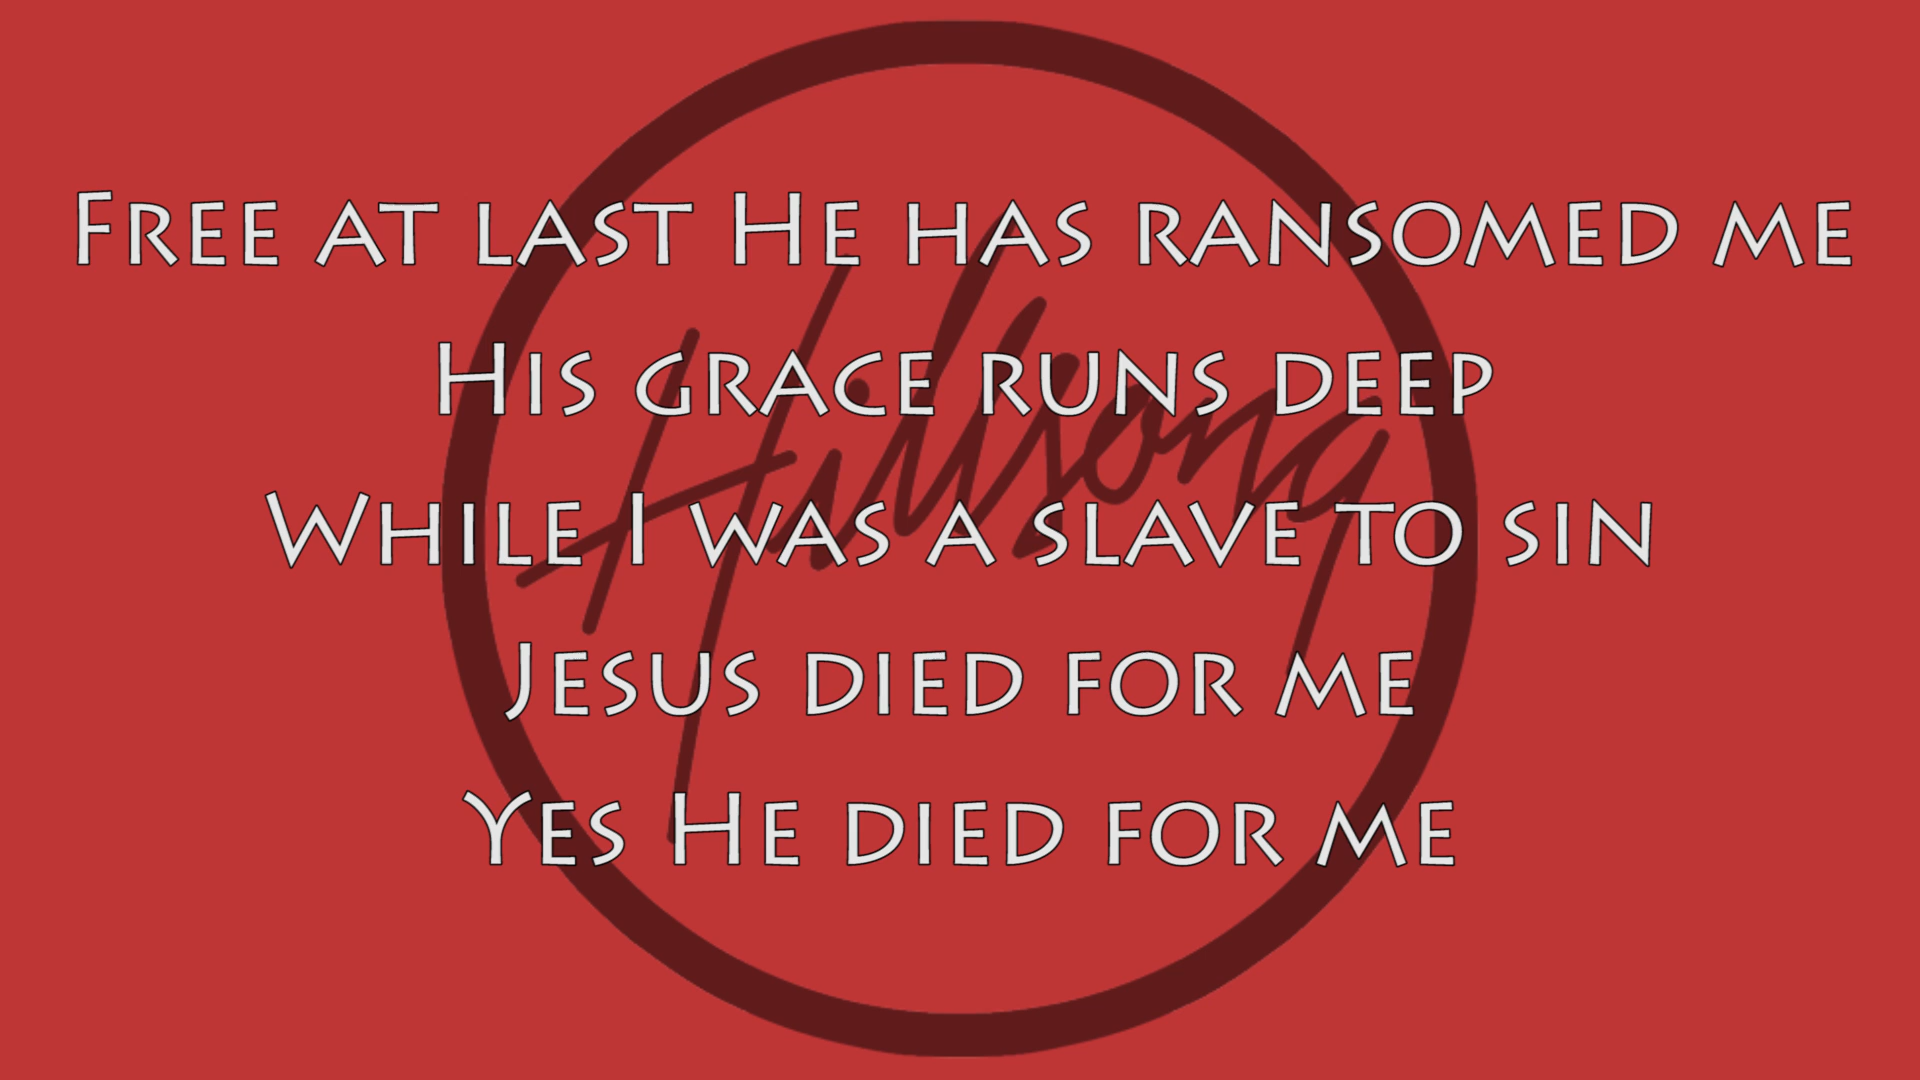 Free at last He has ransomed me
His grace runs deep
While I was a slave to sin
Jesus died for me
Yes He died for me
Hillsong